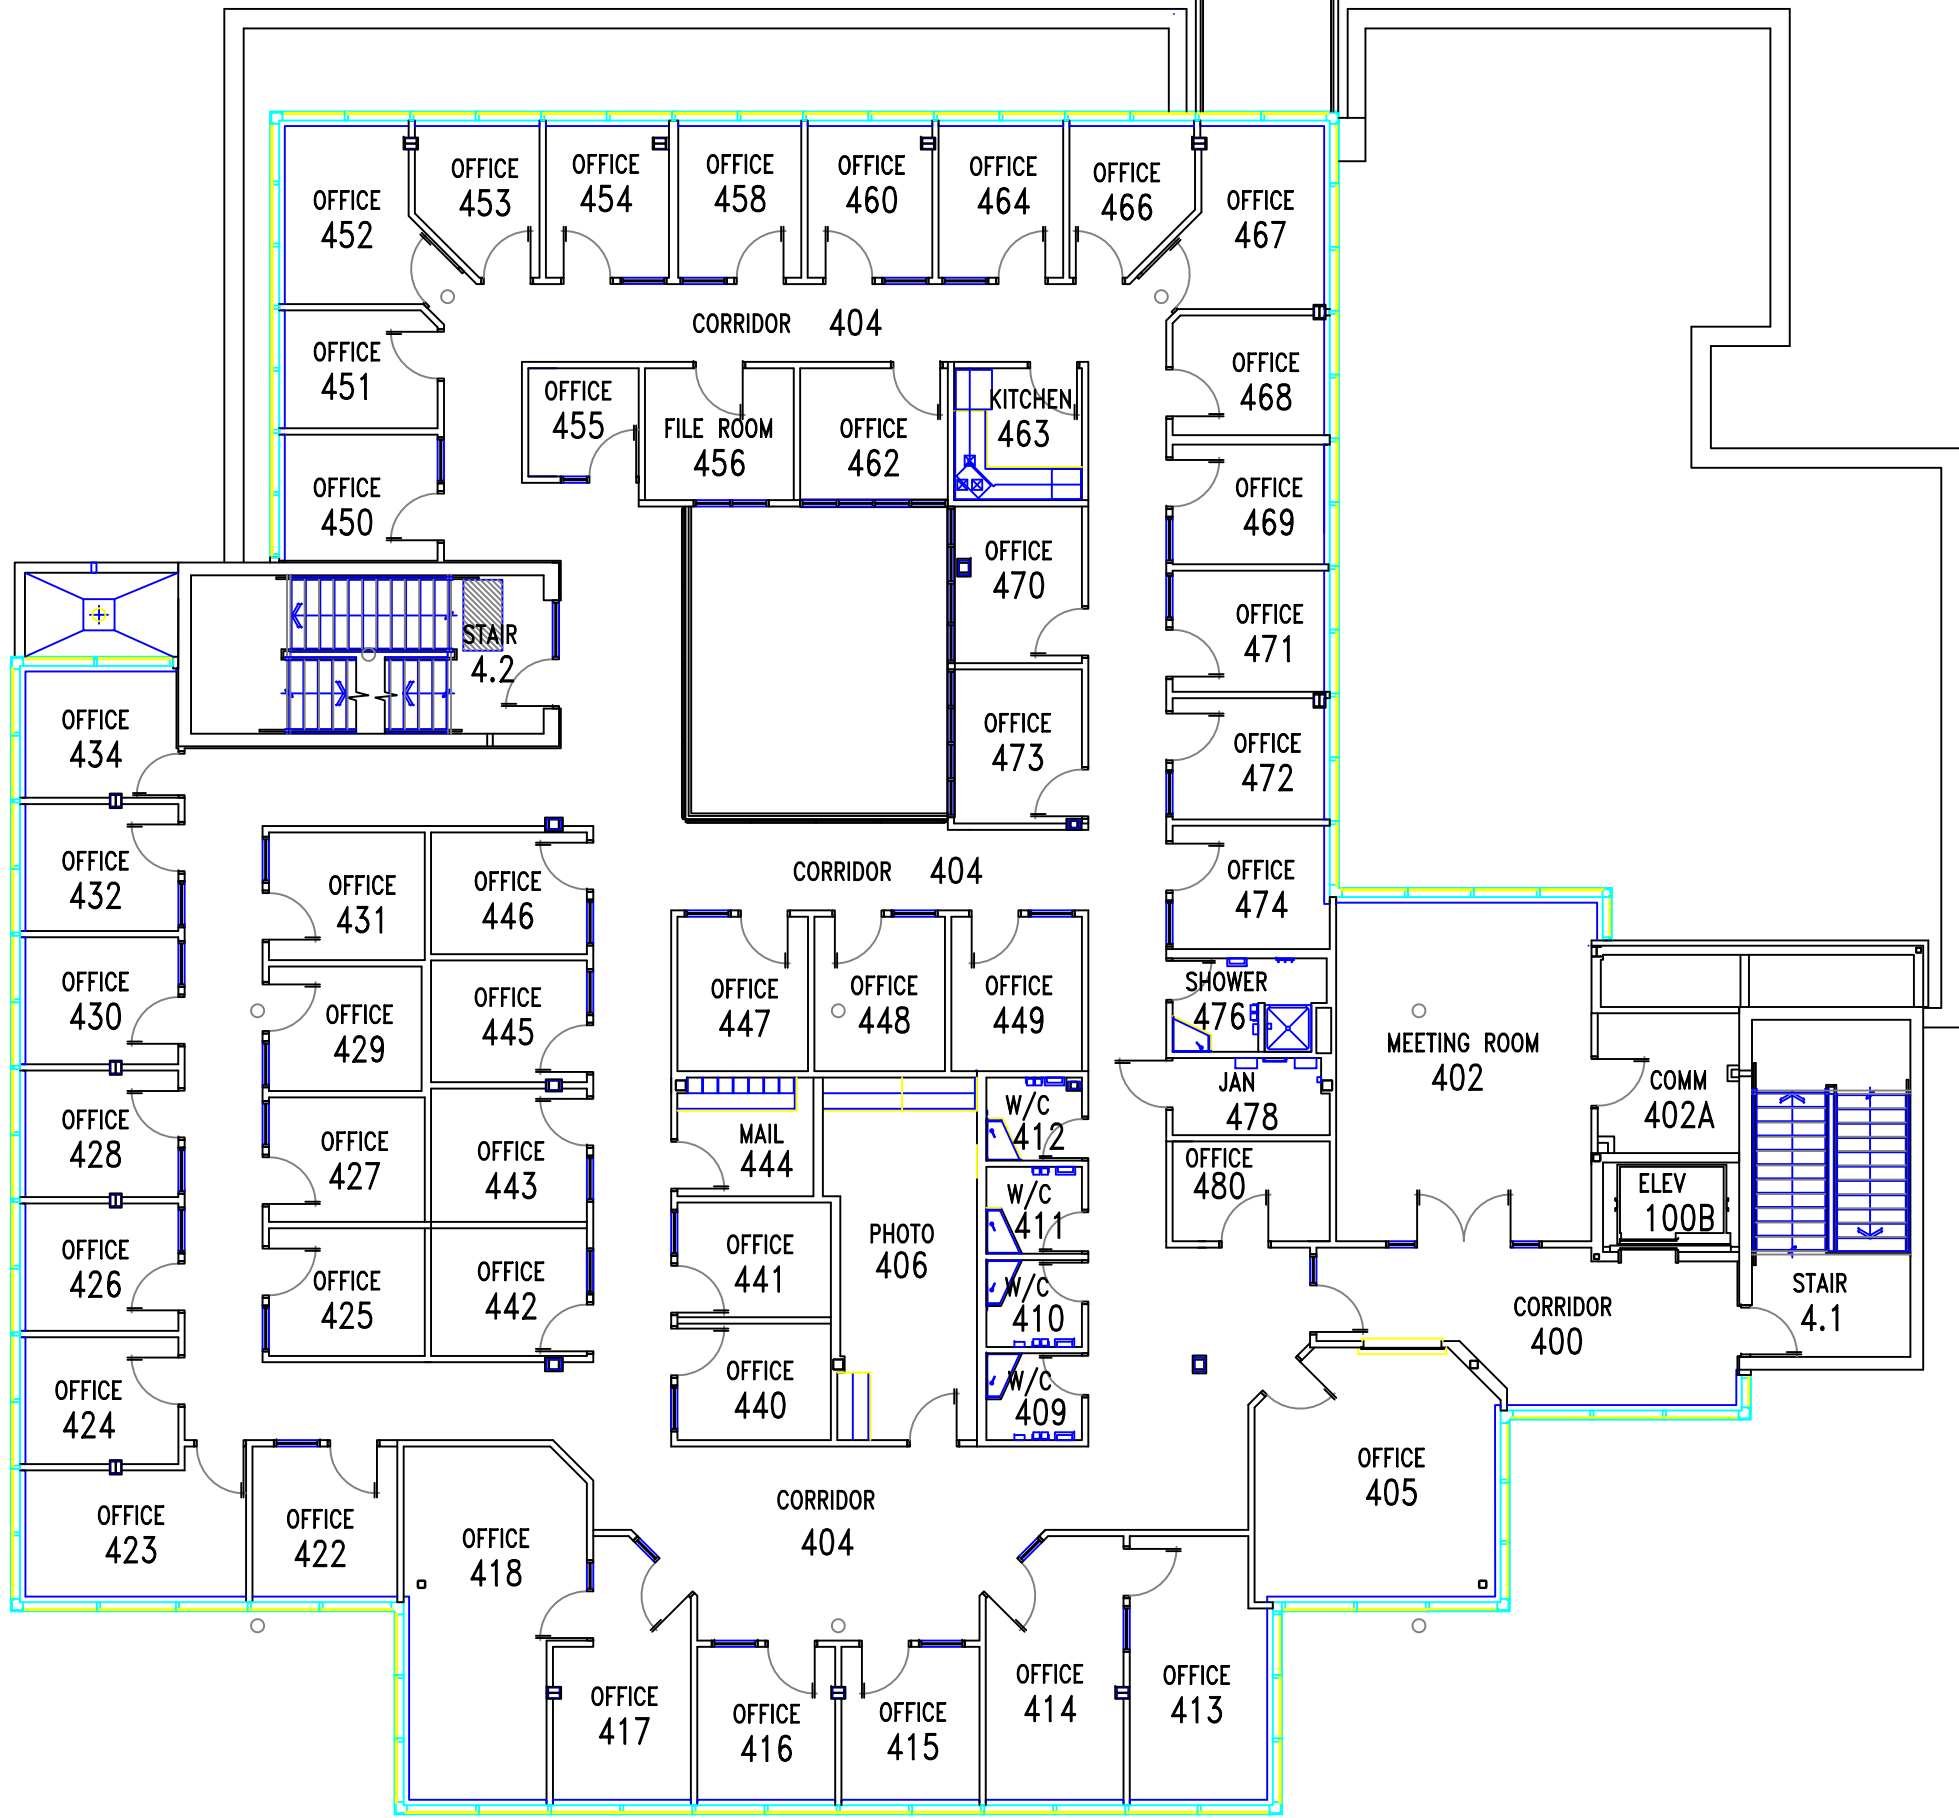 OFFICE
452
OFFICE
453
OFFICE
454
OFFICE
458
OFFICE
460
OFFICE
464
OFFICE
466
OFFICE
467
CORRIDOR 404
OFFICE
451
OFFICE
455
FILE ROOM
456
OFFICE
462
KITCHEN
463
OFFICE
468
OFFICE
450
OFFICE
469
OFFICE
470
OFFICE
471
STAIR
4.2
OFFICE
434
OFFICE
473
OFFICE
472
OFFICE
432
OFFICE
431
OFFICE
446
CORRIDOR 404
OFFICE
474
OFFICE
430
OFFICE
429
OFFICE
445
OFFICE
447
OFFICE
448
OFFICE
449
SHOWER
476
MEETING ROOM
402
COMM
402A
JAN
478
OFFICE
428
OFFICE
427
OFFICE
443
MAIL
444
W/C
412
OFFICE
480
W/C
411
ELEV
100B
PHOTO
406
OFFICE
426
OFFICE
425
OFFICE
442
OFFICE
441
W/C
410
STAIR
4.1
CORRIDOR
400
OFFICE
424
OFFICE
440
W/C
409
OFFICE
405
OFFICE
423
OFFICE
422
OFFICE
418
CORRIDOR
404
OFFICE
417
OFFICE
416
OFFICE
415
OFFICE
414
OFFICE
413